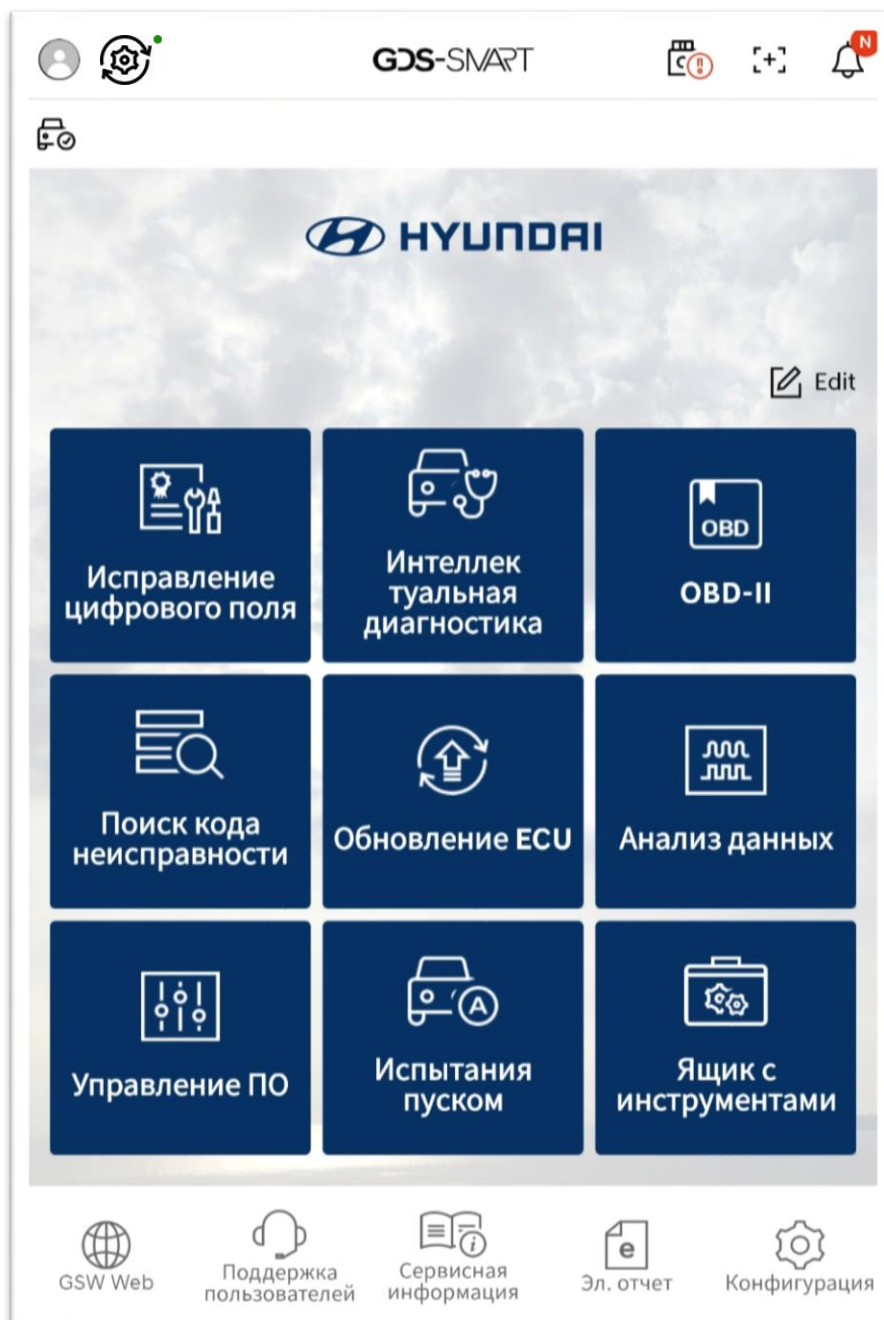 GDS-SMART
N
HYUNDAI
Edit
Исправление
цифрового поля
Интеллек
туальная
диагностика
OBD
OBD-II
Поиск кода
неисправности
Обновление ECU
Анализ данных
Управление ПО
A
Испытания
пуском
Ящик с
инструментами
GSW Web
Поддержка
пользователей
Сервисная
информация
e
Эл. отчет
Конфигурация